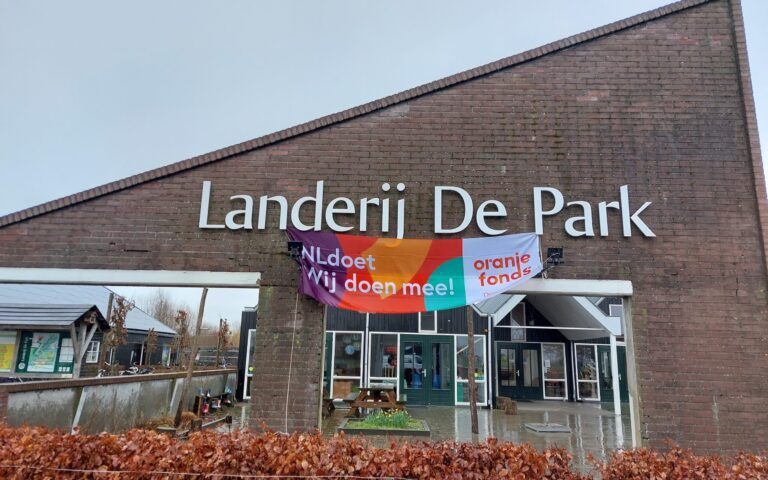 Landerij De Park
NLdoet
Wij doen mee!
oranje
fonds